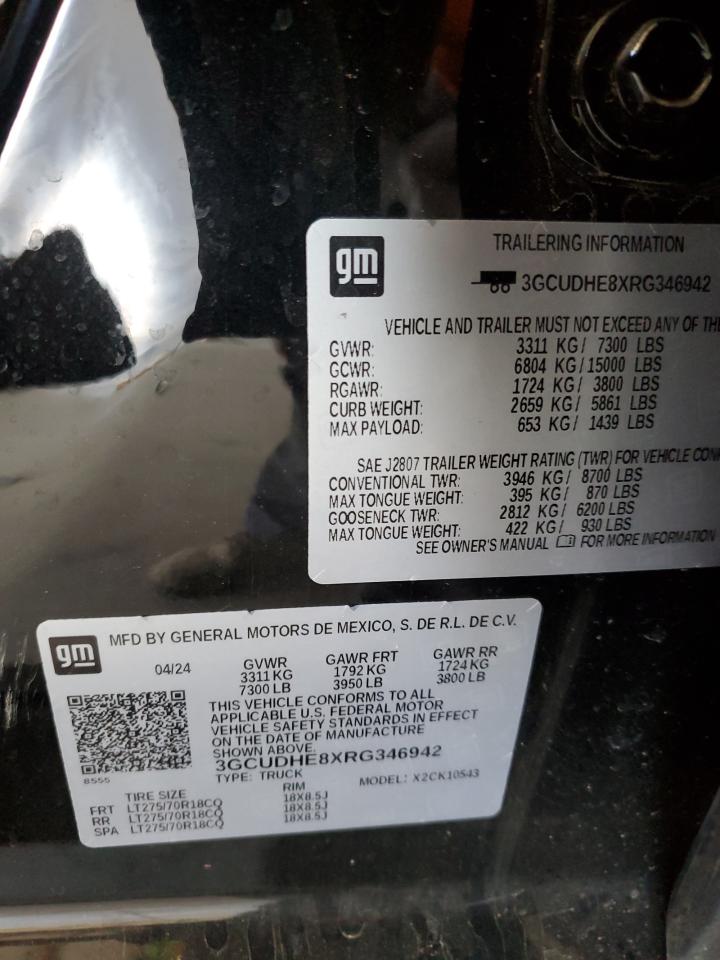 gm
TRAILERING INFORMATION
3GCUDHE8XRG346942
VEHICLE AND TRAILER MUST NOT EXCEED ANY OF THE
GVWR: 3311 KG/ 7300 LBS
GCWR: 6804 KG/15000 LBS
RGAWR: 1724 KG/ 3800 LBS
CURB WEIGHT: 2659 KG/ 5861 LBS
MAX PAYLOAD: 653 KG/ 1439 LBS
SAE J2807 TRAILER WEIGHT RATING (TWR) FOR VEHICLE
CONVENTIONAL TWR: 3946 KG/ 8700 LBS
MAX TONGUE WEIGHT: 395 KG/ 870 LBS
GOOSENECK TWR: 2812 KG/ 6200 LBS
MAX TONGUE WEIGHT: 422 KG/ 930 LBS
SEE OWNER'S MANUAL FOR MORE INFORMATION
gm
MFD BY GENERAL MOTORS DE MEXICO, S. DE R.L. DE C.V.
04/24 GVWR GAWR FRT GAWR RR
3311 KG 1792 KG 1724 KG
7300 LB 3950 LB 3800 LB
THIS VEHICLE CONFORMS TO ALL
APPLICABLE U.S. FEDERAL MOTOR
VEHICLE SAFETY STANDARDS IN EFFECT
ON THE DATE OF MANUFACTURE
SHOWN ABOVE.
3GCUDHE8XRG346942
TYPE: TRUCK MODEL: X2CK10543
8555
TIRE SIZE RIM
FRT LT275/70R18CQ 18X8.5J
RR LT275/70R18CQ 18X8.5J
SPA LT275/70R18CQ 18X8.5J